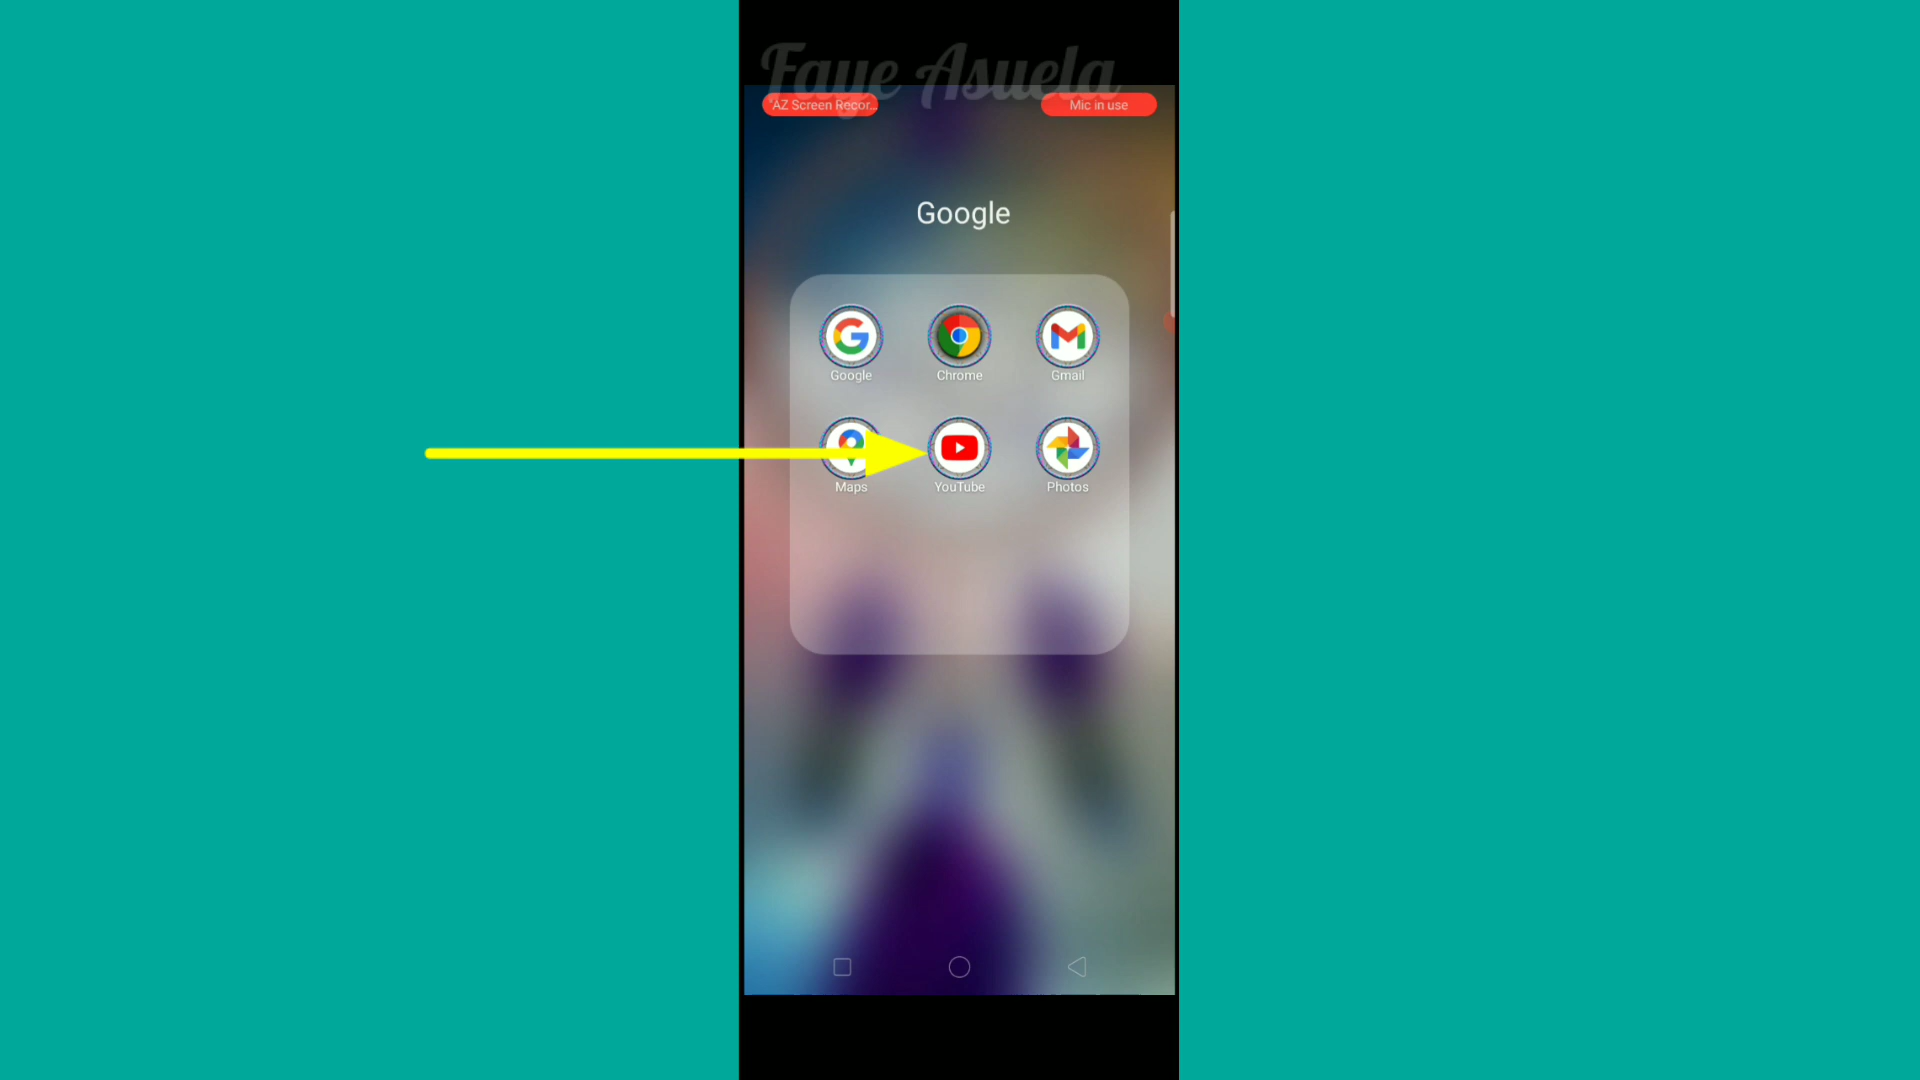 Faye Asuela
"AZ Screen Recor... Mic in use
Google
Google Chrome Gmail
Maps YouTube Photos